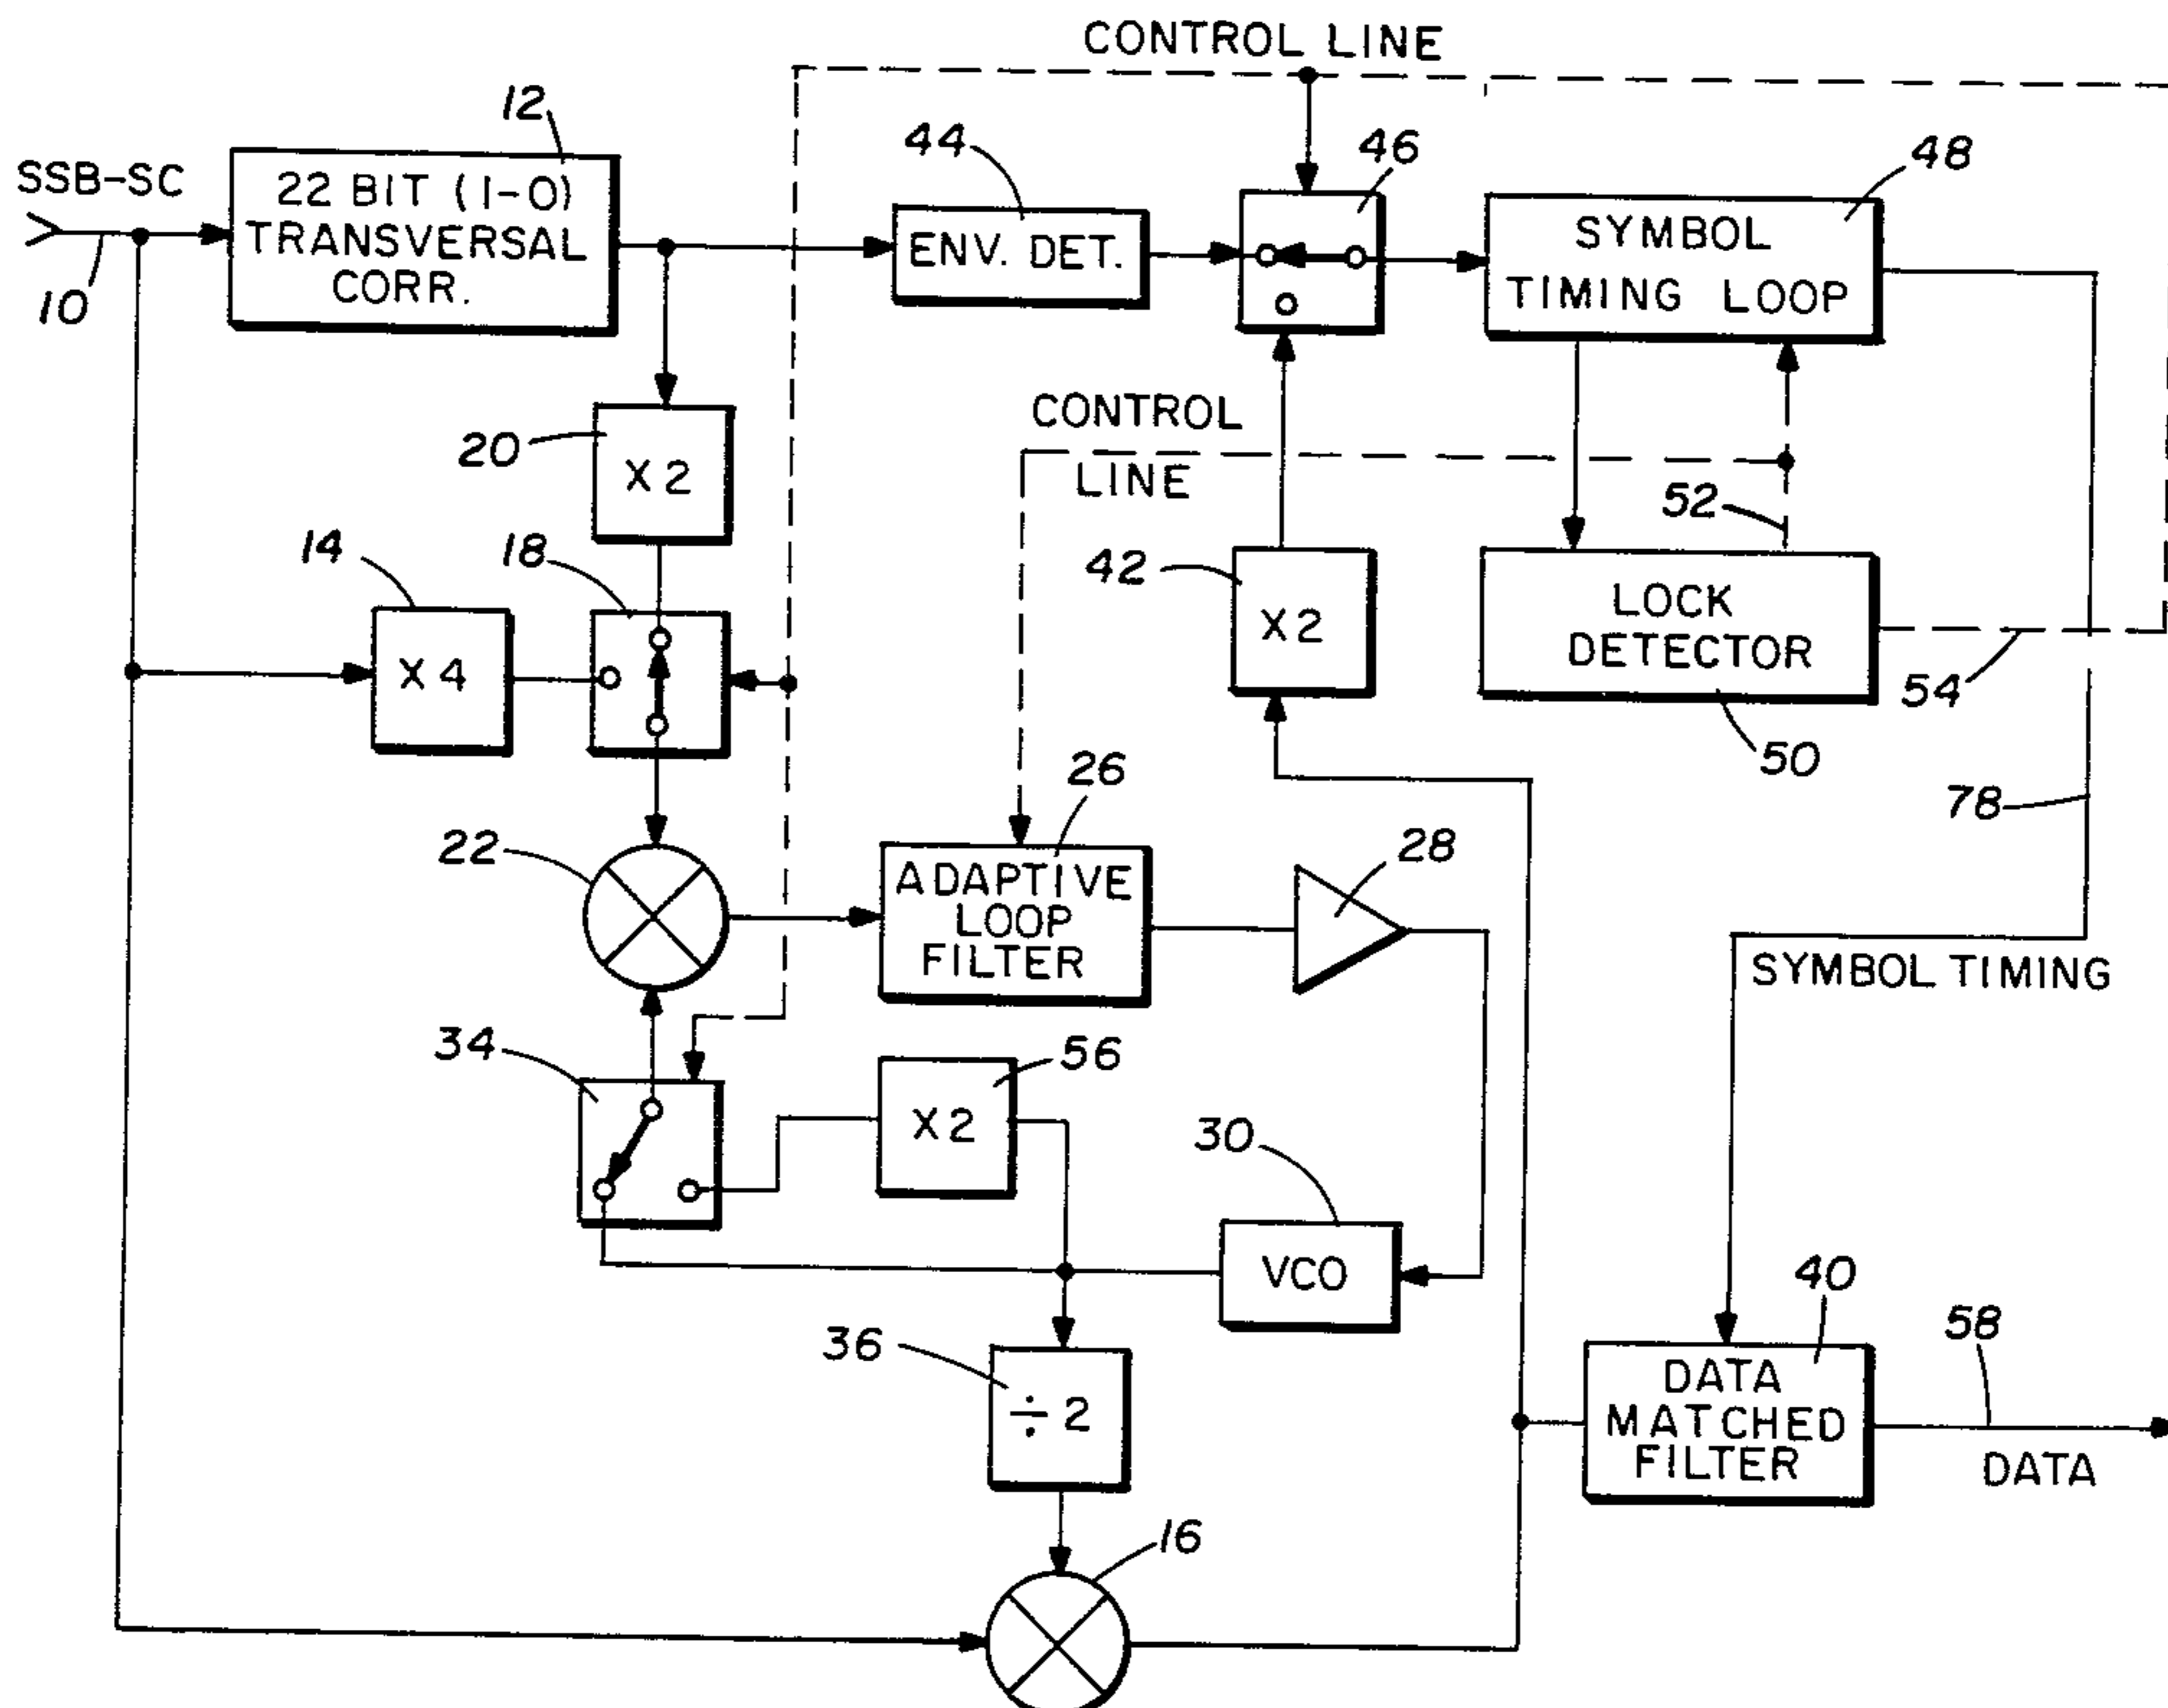 CONTROL LINE
12
44
46
48
SSB-SC
22 BIT (1-0)
TRANSVERSAL
CORR.
ENV. DET.
SYMBOL
TIMING LOOP
10
20
X2
CONTROL
LINE
52
14
18
42
X4
X2
LOCK
DETECTOR
54
50
26
78
22
28
ADAPTIVE
LOOP
FILTER
SYMBOL TIMING
34
56
X2
30
VCO
40
58
36
÷2
DATA
MATCHED
FILTER
DATA
16